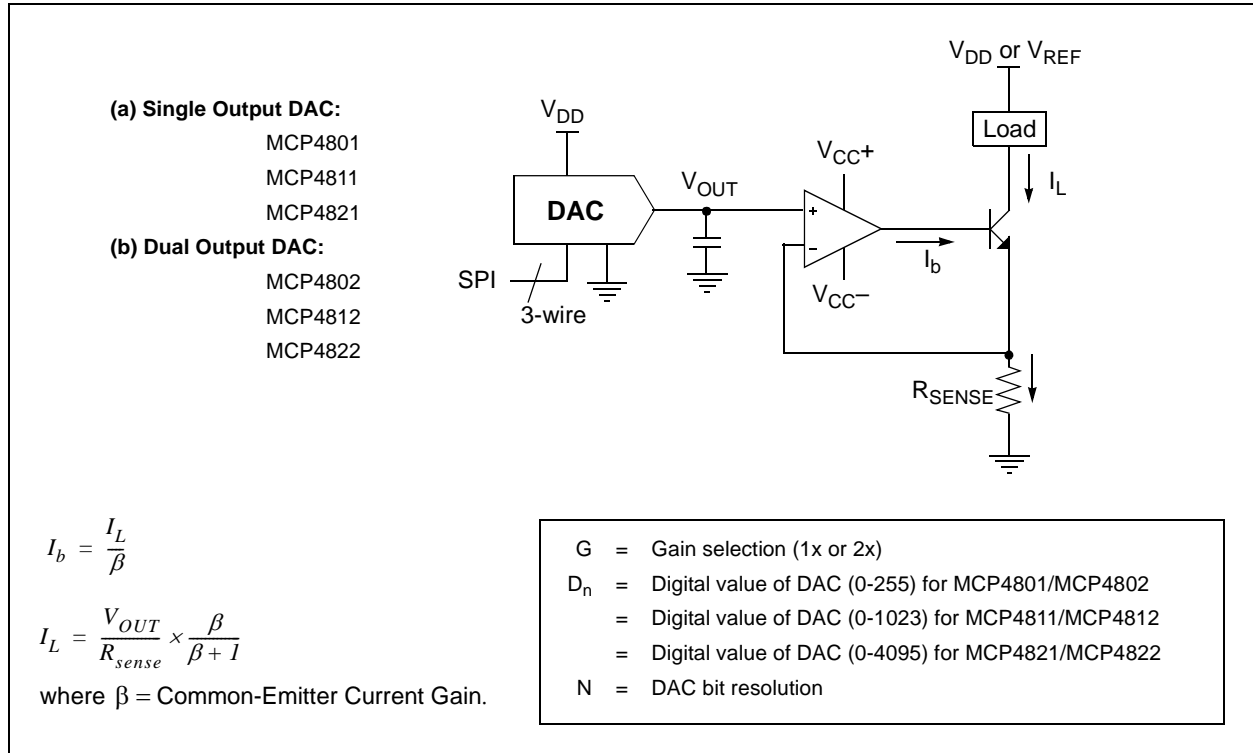 (a) Single Output DAC:
MCP4801
MCP4811
MCP4821
(b) Dual Output DAC:
MCP4802
MCP4812
MCP4822
V_DD or V_REF
Load
I_L
V_DD
DAC
V_OUT
V_CC+
+
–
V_CC–
I_b
SPI
3-wire
R_SENSE
I_b = I_L / β
I_L = V_OUT / R_sense × β / β + 1
where β = Common-Emitter Current Gain.
G = Gain selection (1x or 2x)
D_n = Digital value of DAC (0-255) for MCP4801/MCP4802
= Digital value of DAC (0-1023) for MCP4811/MCP4812
= Digital value of DAC (0-4095) for MCP4821/MCP4822
N = DAC bit resolution